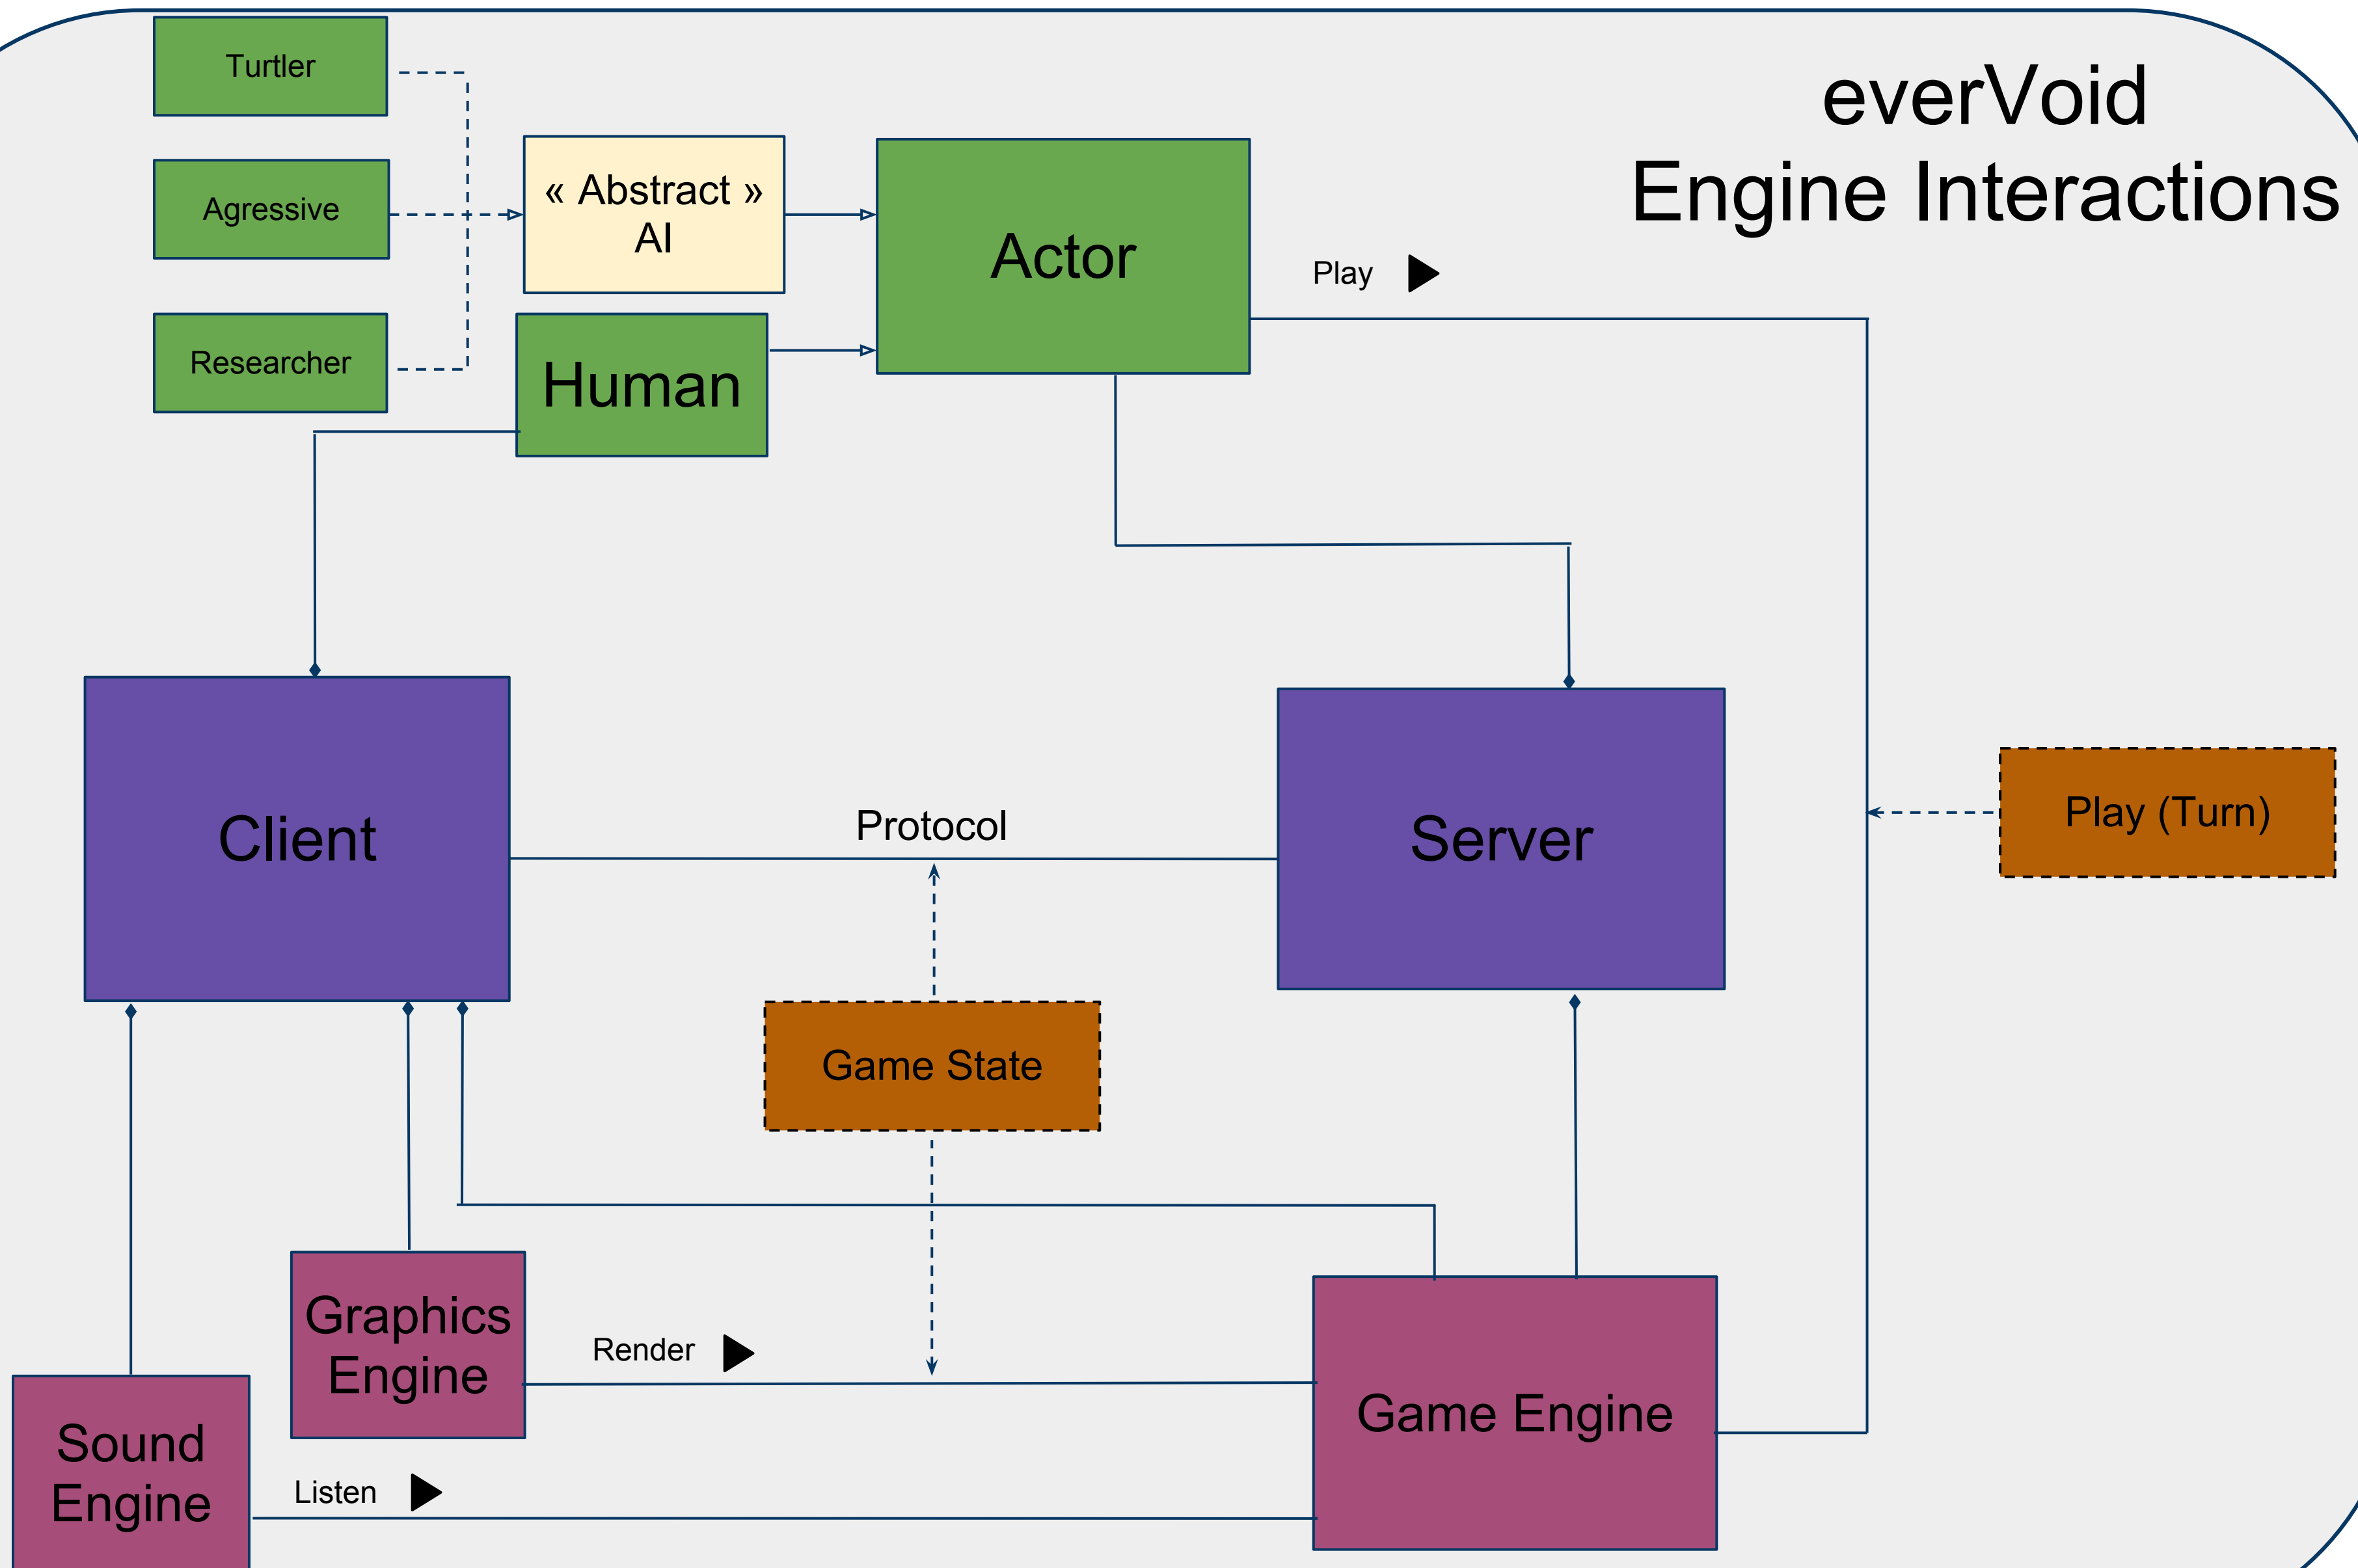 everVoid
Engine Interactions
Turtler
Agressive
Researcher
« Abstract »
AI
Human
Actor
Play
Client
Protocol
Server
Play (Turn)
Game State
Graphics
Engine
Render
Game Engine
Sound
Engine
Listen